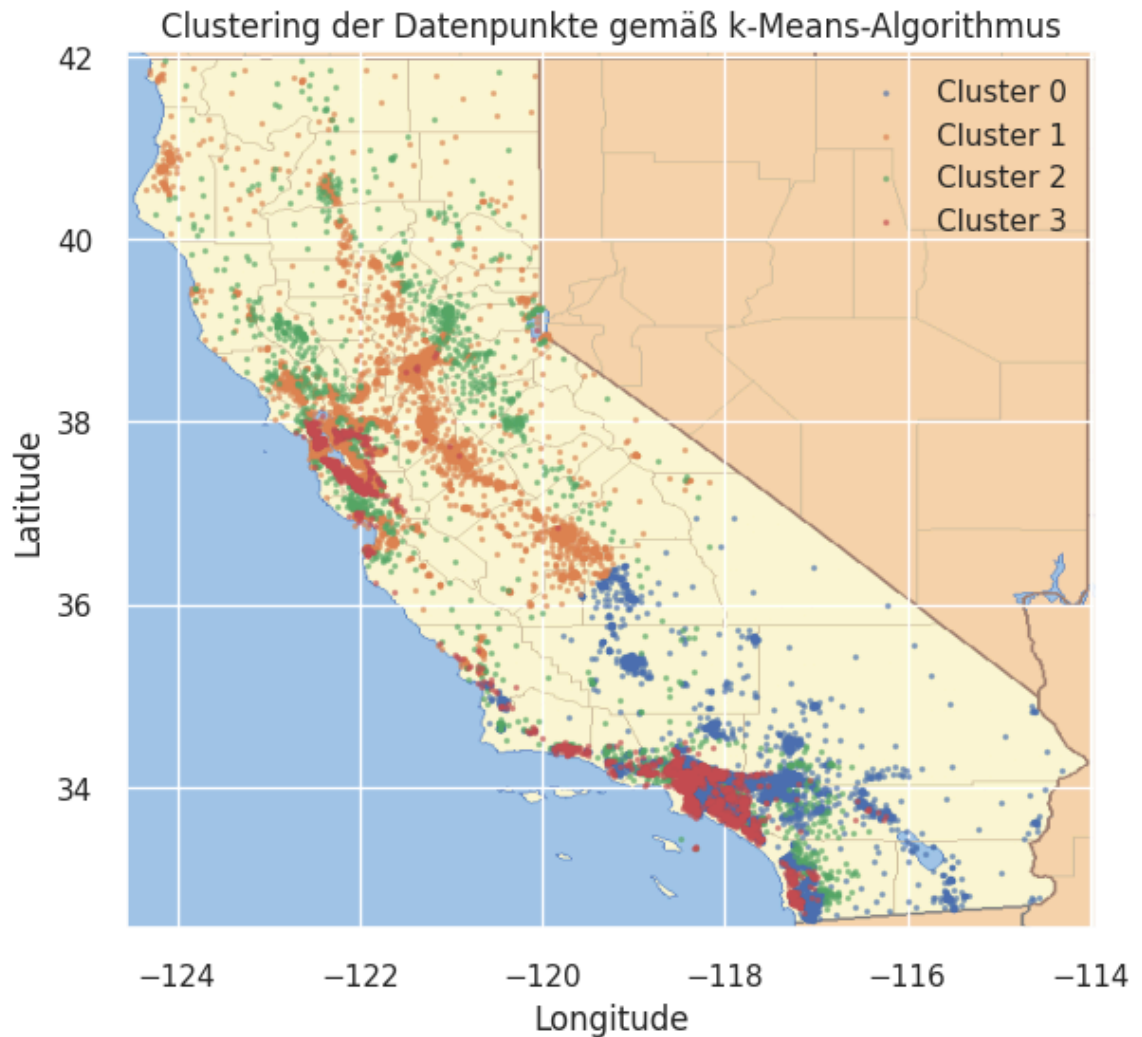 Clustering der Datenpunkte gemäß k-Means-Algorithmus
42
40
38
36
34
Latitude
Cluster 0
Cluster 1
Cluster 2
Cluster 3
−124
−122
−120
−118
−116
−114
Longitude